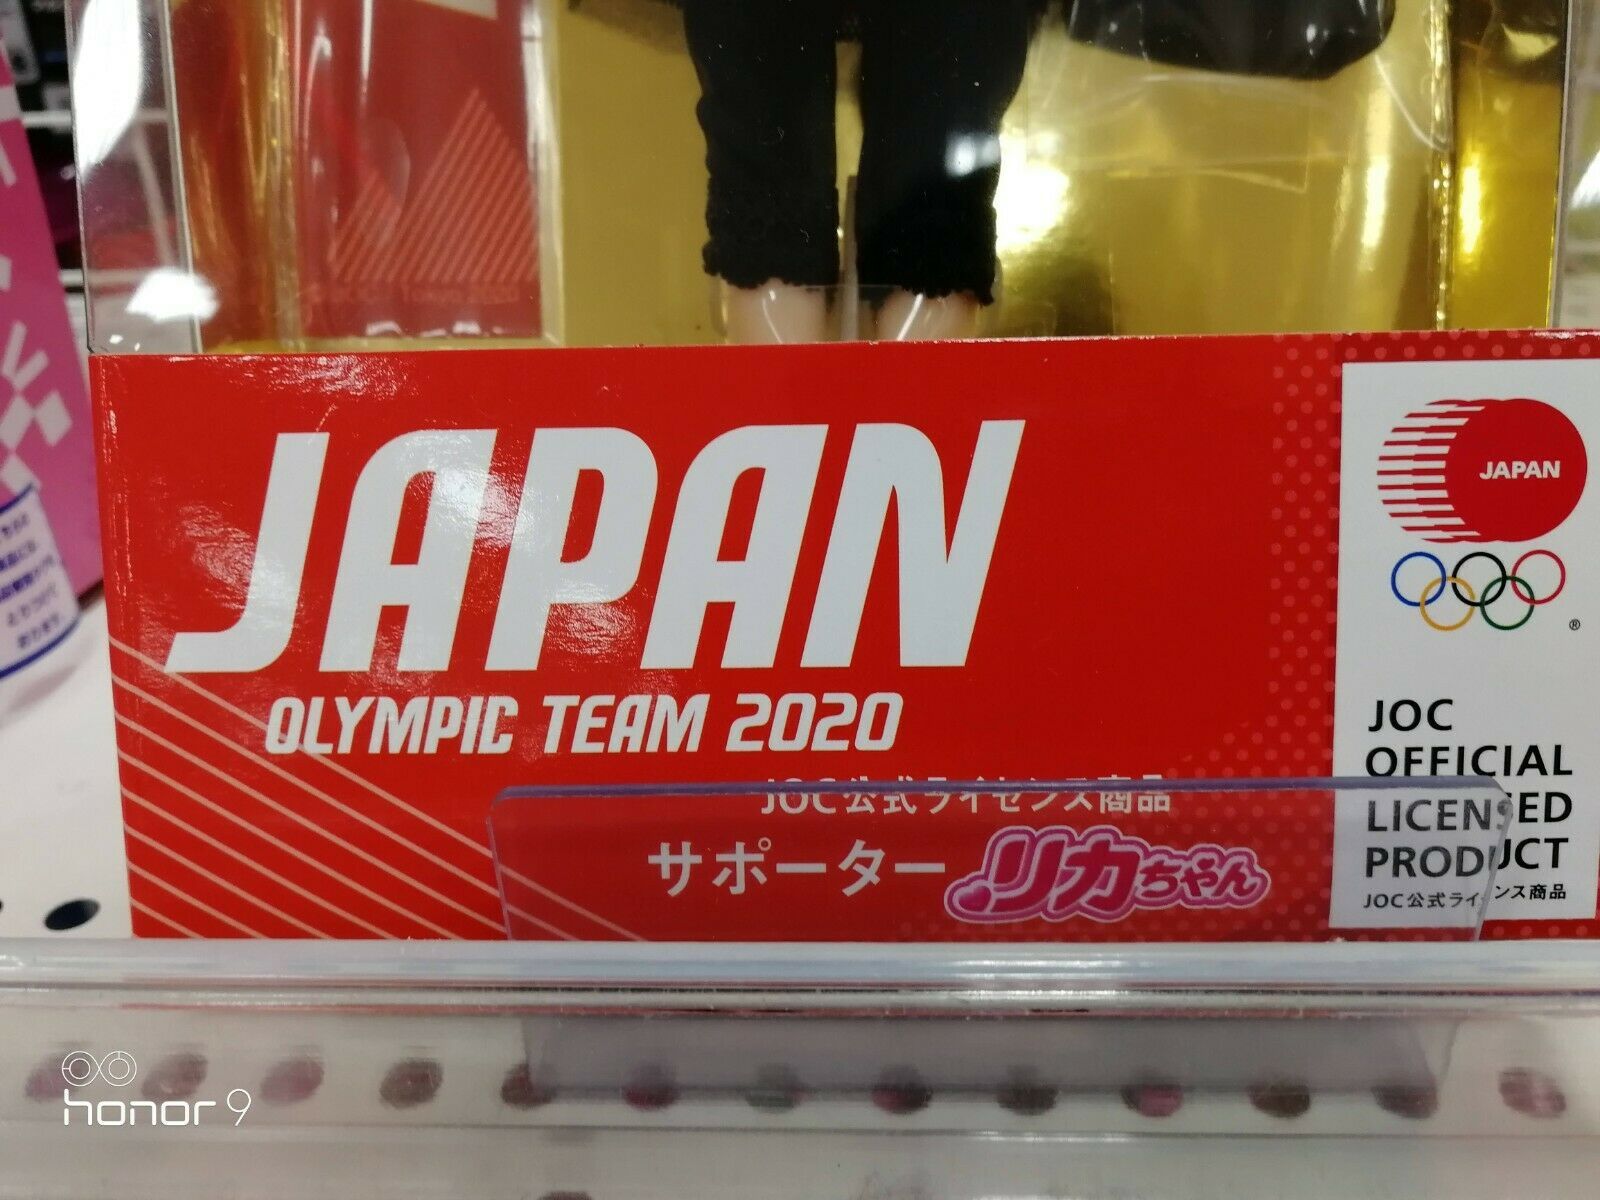 JAPAN
OLYMPIC TEAM 2020
JOC公式ライセンス商品
サポーター リカちゃん
JAPAN
®
JOC
OFFICIAL
LICENSED
PRODUCT
JOC公式ライセンス商品
honor 9